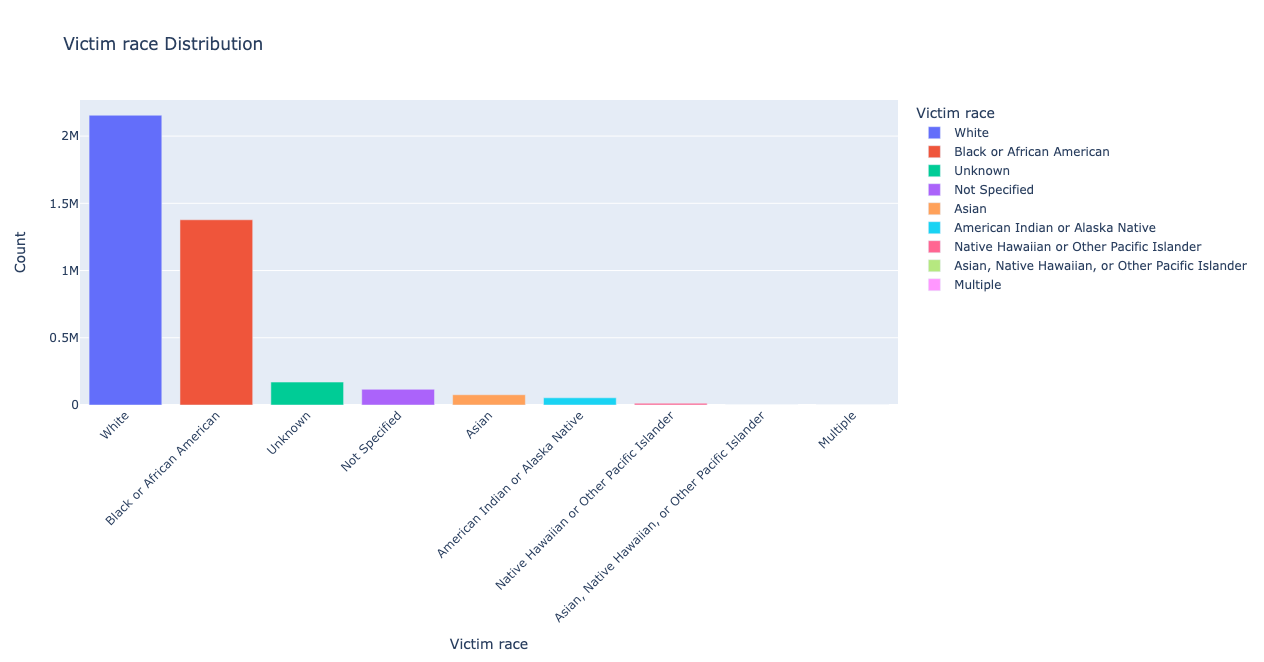 Victim race Distribution
Count
2M
1.5M
1M
0.5M
0
White
Black or African American
Unknown
Not Specified
Asian
American Indian or Alaska Native
Native Hawaiian or Other Pacific Islander
Asian, Native Hawaiian, or Other Pacific Islander
Multiple
Victim race
Victim race
White
Black or African American
Unknown
Not Specified
Asian
American Indian or Alaska Native
Native Hawaiian or Other Pacific Islander
Asian, Native Hawaiian, or Other Pacific Islander
Multiple